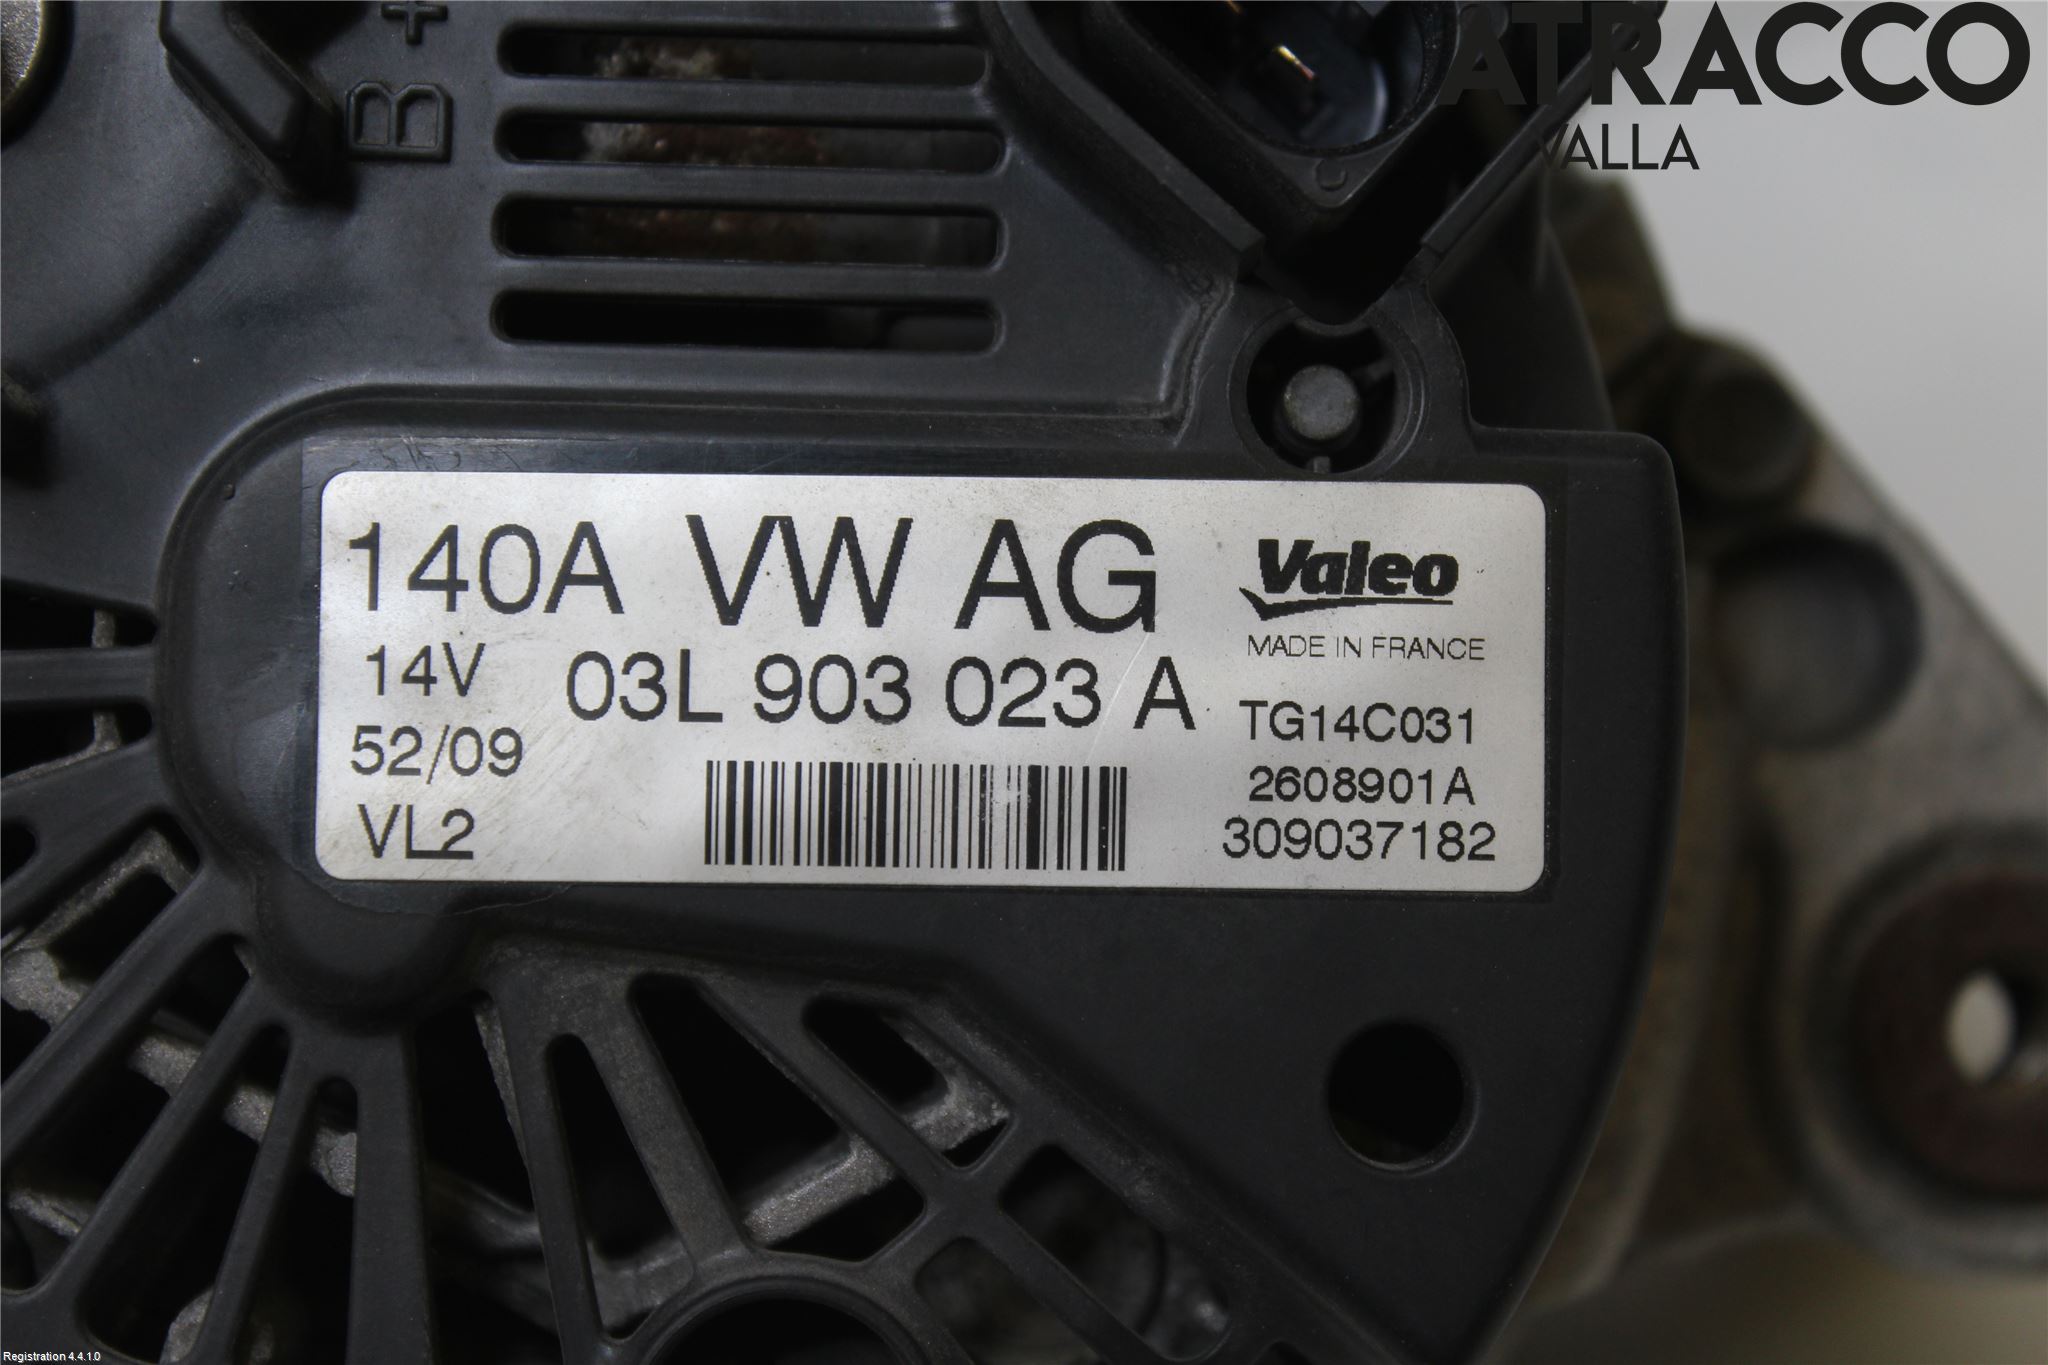 ATRACCO
VALLA
B+
C
140A VW AG
14V 03L 903 023 A
52/09
VL2
Valeo
MADE IN FRANCE
TG14C031
2608901A
309037182
Registration 4.4.1.0